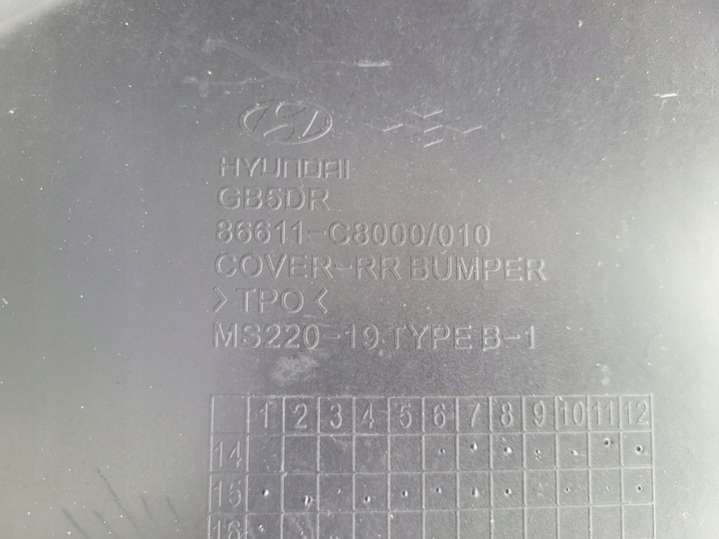 HYUNDAI
GB5DR
86611-C8000/010
COVER-RR BUMPER
>TPO<
MS220-19 TYPE B-1
1 2 3 4 5 6 7 8 9 10 11 12
14
15
16